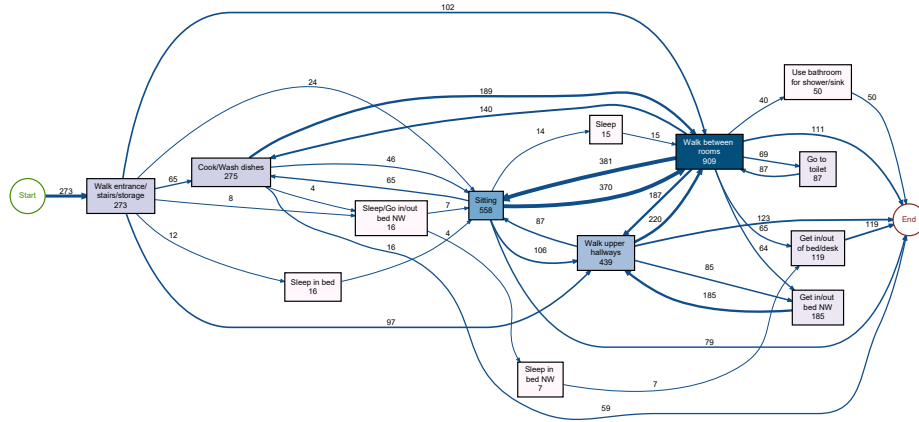 102
24
189
140
Use bathroom
for shower/sink
50
50
40
111
Sleep
15
14
15
Walk between
rooms
909
69
87
Go to
toilet
87
Start
273
Walk entrance/
stairs/storage
273
65
Cook/Wash dishes
275
46
65
4
8
Sleep/Go in/out
bed NW
16
7
Sitting
558
381
370
187
220
87
106
Walk upper
hallways
439
123
65
64
Get in/out
of bed/desk
119
119
End
12
Sleep in bed
16
4
16
85
185
Get in/out
bed NW
185
97
79
Sleep in
bed NW
7
7
59